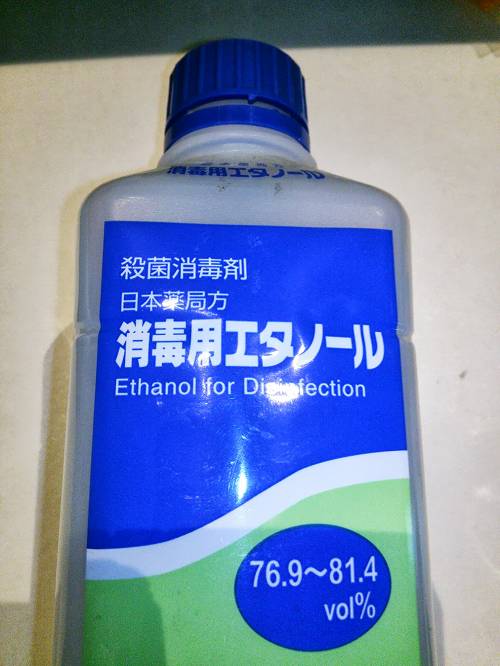 消毒用エタノール
殺菌消毒剤
日本薬局方
消毒用エタノール
Ethanol for Disinfection
76.9～81.4
vol%